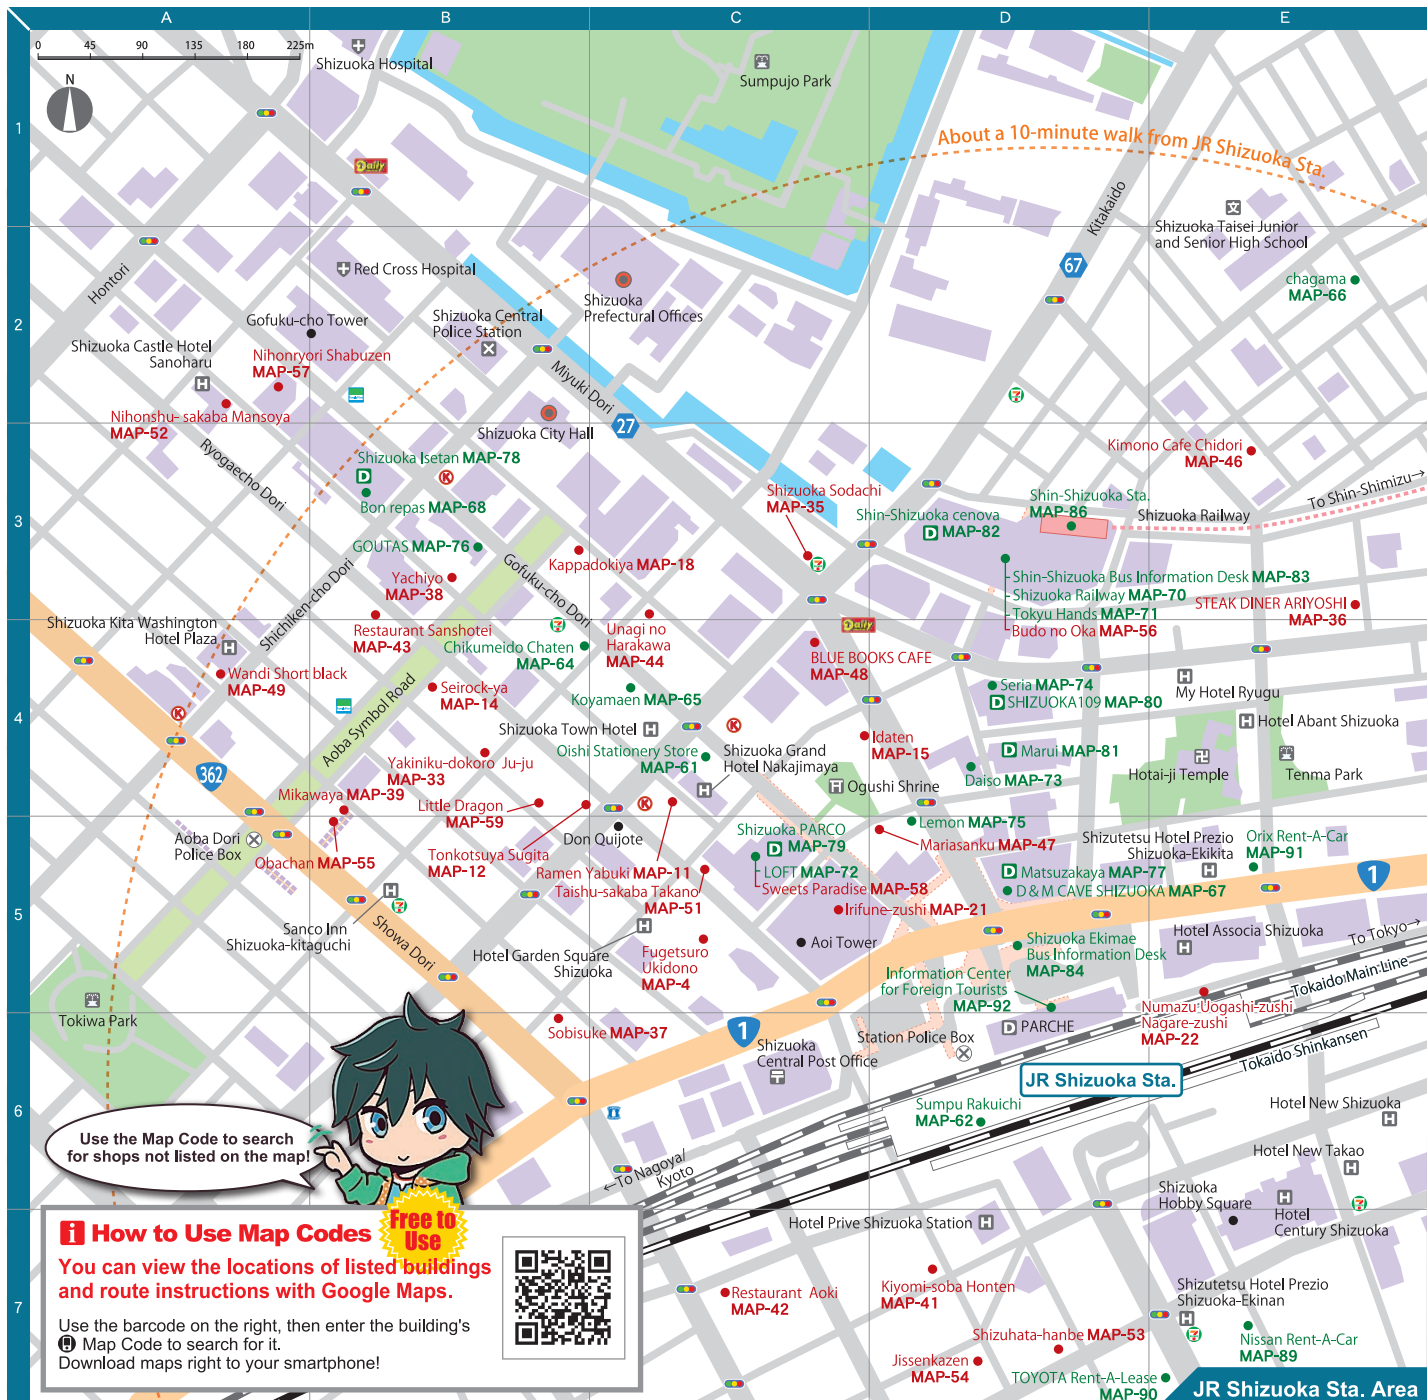 A B C D E
0 45 90 135 180 225m
N
1
2
3
4
5
6
7
Shizuoka Hospital
Sumpujo Park
About a 10-minute walk from JR Shizuoka Sta.
Daily
Kitakaido
67
Shizuoka Taisei Junior
and Senior High School
chagama
MAP-66
Hontori
Red Cross Hospital
Shizuoka
Prefectural Offices
Gofuku-cho Tower
Shizuoka Central
Police Station
Shizuoka Castle Hotel
Sanoharu
Nihonryori Shabuzen
MAP-57
Nihonshu- sakaba Mansoya
MAP-52
Miyuki Dori
27
Shizuoka City Hall
Ryogaecho Dori
Shizuoka Isetan MAP-78
D
K
Bon repas MAP-68
GOUTAS MAP-76
Yachiyo
MAP-38
Gofuku-cho Dori
Kappadokiya MAP-18
Shizuoka Sodachi
MAP-35
7
Shin-Shizuoka cenova
D MAP-82
Shin-Shizuoka Sta.
MAP-86
Kimono Cafe Chidori
MAP-46
Shizuoka Railway
To Shin-Shimizu→
Shin-Shizuoka Bus Information Desk MAP-83
Shizuoka Railway MAP-70
Tokyu Hands MAP-71
Budo no Oka MAP-56
STEAK DINER ARIYOSHI
MAP-36
Shichiken-cho Dori
Shizuoka Kita Washington
Hotel Plaza
H
Wandi Short black
MAP-49
Restaurant Sanshotei
MAP-43
Chikumeido Chaten
MAP-64
Unagi no
Harakawa
MAP-44
Daily
BLUE BOOKS CAFE
MAP-48
Seirock-ya
MAP-14
Koyamaen MAP-65
Seria MAP-74
D SHIZUOKA109 MAP-80
My Hotel Ryugu
Hotel Abant Shizuoka
Aoba Symbol Road
Shizuoka Town Hotel H
Oishi Stationery Store
MAP-61
Shizuoka Grand
Hotel Nakajimaya
Idaten
MAP-15
D Marui MAP-81
Daiso MAP-73
Hotai-ji Temple
Tenma Park
362
Yakiniku-dokoro Ju-ju
MAP-33
Mikawaya MAP-39
Little Dragon
MAP-59
Ogushi Shrine
Aoba Dori
Police Box
Obachan MAP-55
Tonkotsuya Sugita
MAP-12
Don Quijote
Ramen Yabuki MAP-11
Taishu-sakaba Takano
MAP-51
Shizuoka PARCO
D MAP-79
LOFT MAP-72
Sweets Paradise MAP-58
Irifune-zushi MAP-21
Lemon MAP-75
Mariasanku MAP-47
D Matsuzakaya MAP-77
D & M CAVE SHIZUOKA MAP-67
Shizutetsu Hotel Prezio
Shizuoka-Ekikita
Orix Rent-A-Car
MAP-91
1
Sanco Inn
Shizuoka-kitaguchi
Showa Dori
Hotel Garden Square
Shizuoka
Fugetsuro
Ukidono
MAP-4
Aoi Tower
Shizuoka Ekimae
Bus Information Desk
MAP-84
Hotel Associa Shizuoka
To Tokyo→
Tokaido Main Line
Information Center
for Foreign Tourists
MAP-92
Numazu Uogashi-zushi
Nagare-zushi
MAP-22
Tokaido Shinkansen
Tokiwa Park
Sobisuke MAP-37
1
Shizuoka
Central Post Office
Station Police Box
D PARCHE
JR Shizuoka Sta.
Sumpu Rakuichi
MAP-62
Hotel New Shizuoka
Hotel New Takao
←To Nagoya/
Kyoto
Shizuoka
Hobby Square
Hotel
Century Shizuoka
Hotel Prive Shizuoka Station H
Use the Map Code to search
for shops not listed on the map!
i How to Use Map Codes
Free to
Use
You can view the locations of listed buildings
and route instructions with Google Maps.
Use the barcode on the right, then enter the building's
Map Code to search for it.
Download maps right to your smartphone!
Restaurant Aoki
MAP-42
Kiyomi-soba Honten
MAP-41
Shizuhata-hanbe MAP-53
Jissenkazen
MAP-54
Shizutetsu Hotel Prezio
Shizuoka-Ekinan
Nissan Rent-A-Car
MAP-89
TOYOTA Rent-A-Lease
MAP-90
JR Shizuoka Sta. Area